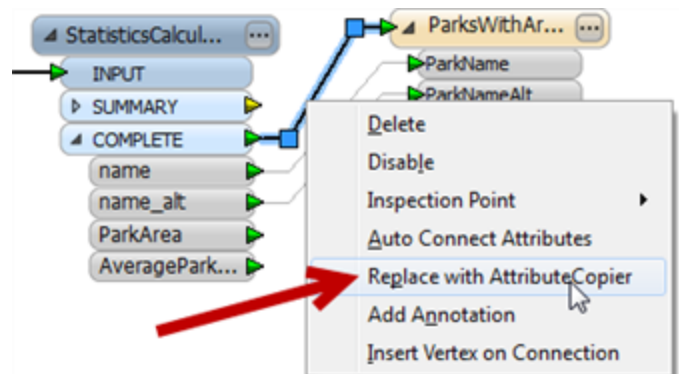 StatisticsCalcul...
ParksWithAr...
INPUT
ParkName
SUMMARY
ParkNameAlt
COMPLETE
name
name_alt
ParkArea
AveragePark...
Delete
Disable
Inspection Point
Auto Connect Attributes
Replace with AttributeCopier
Add Annotation
Insert Vertex on Connection